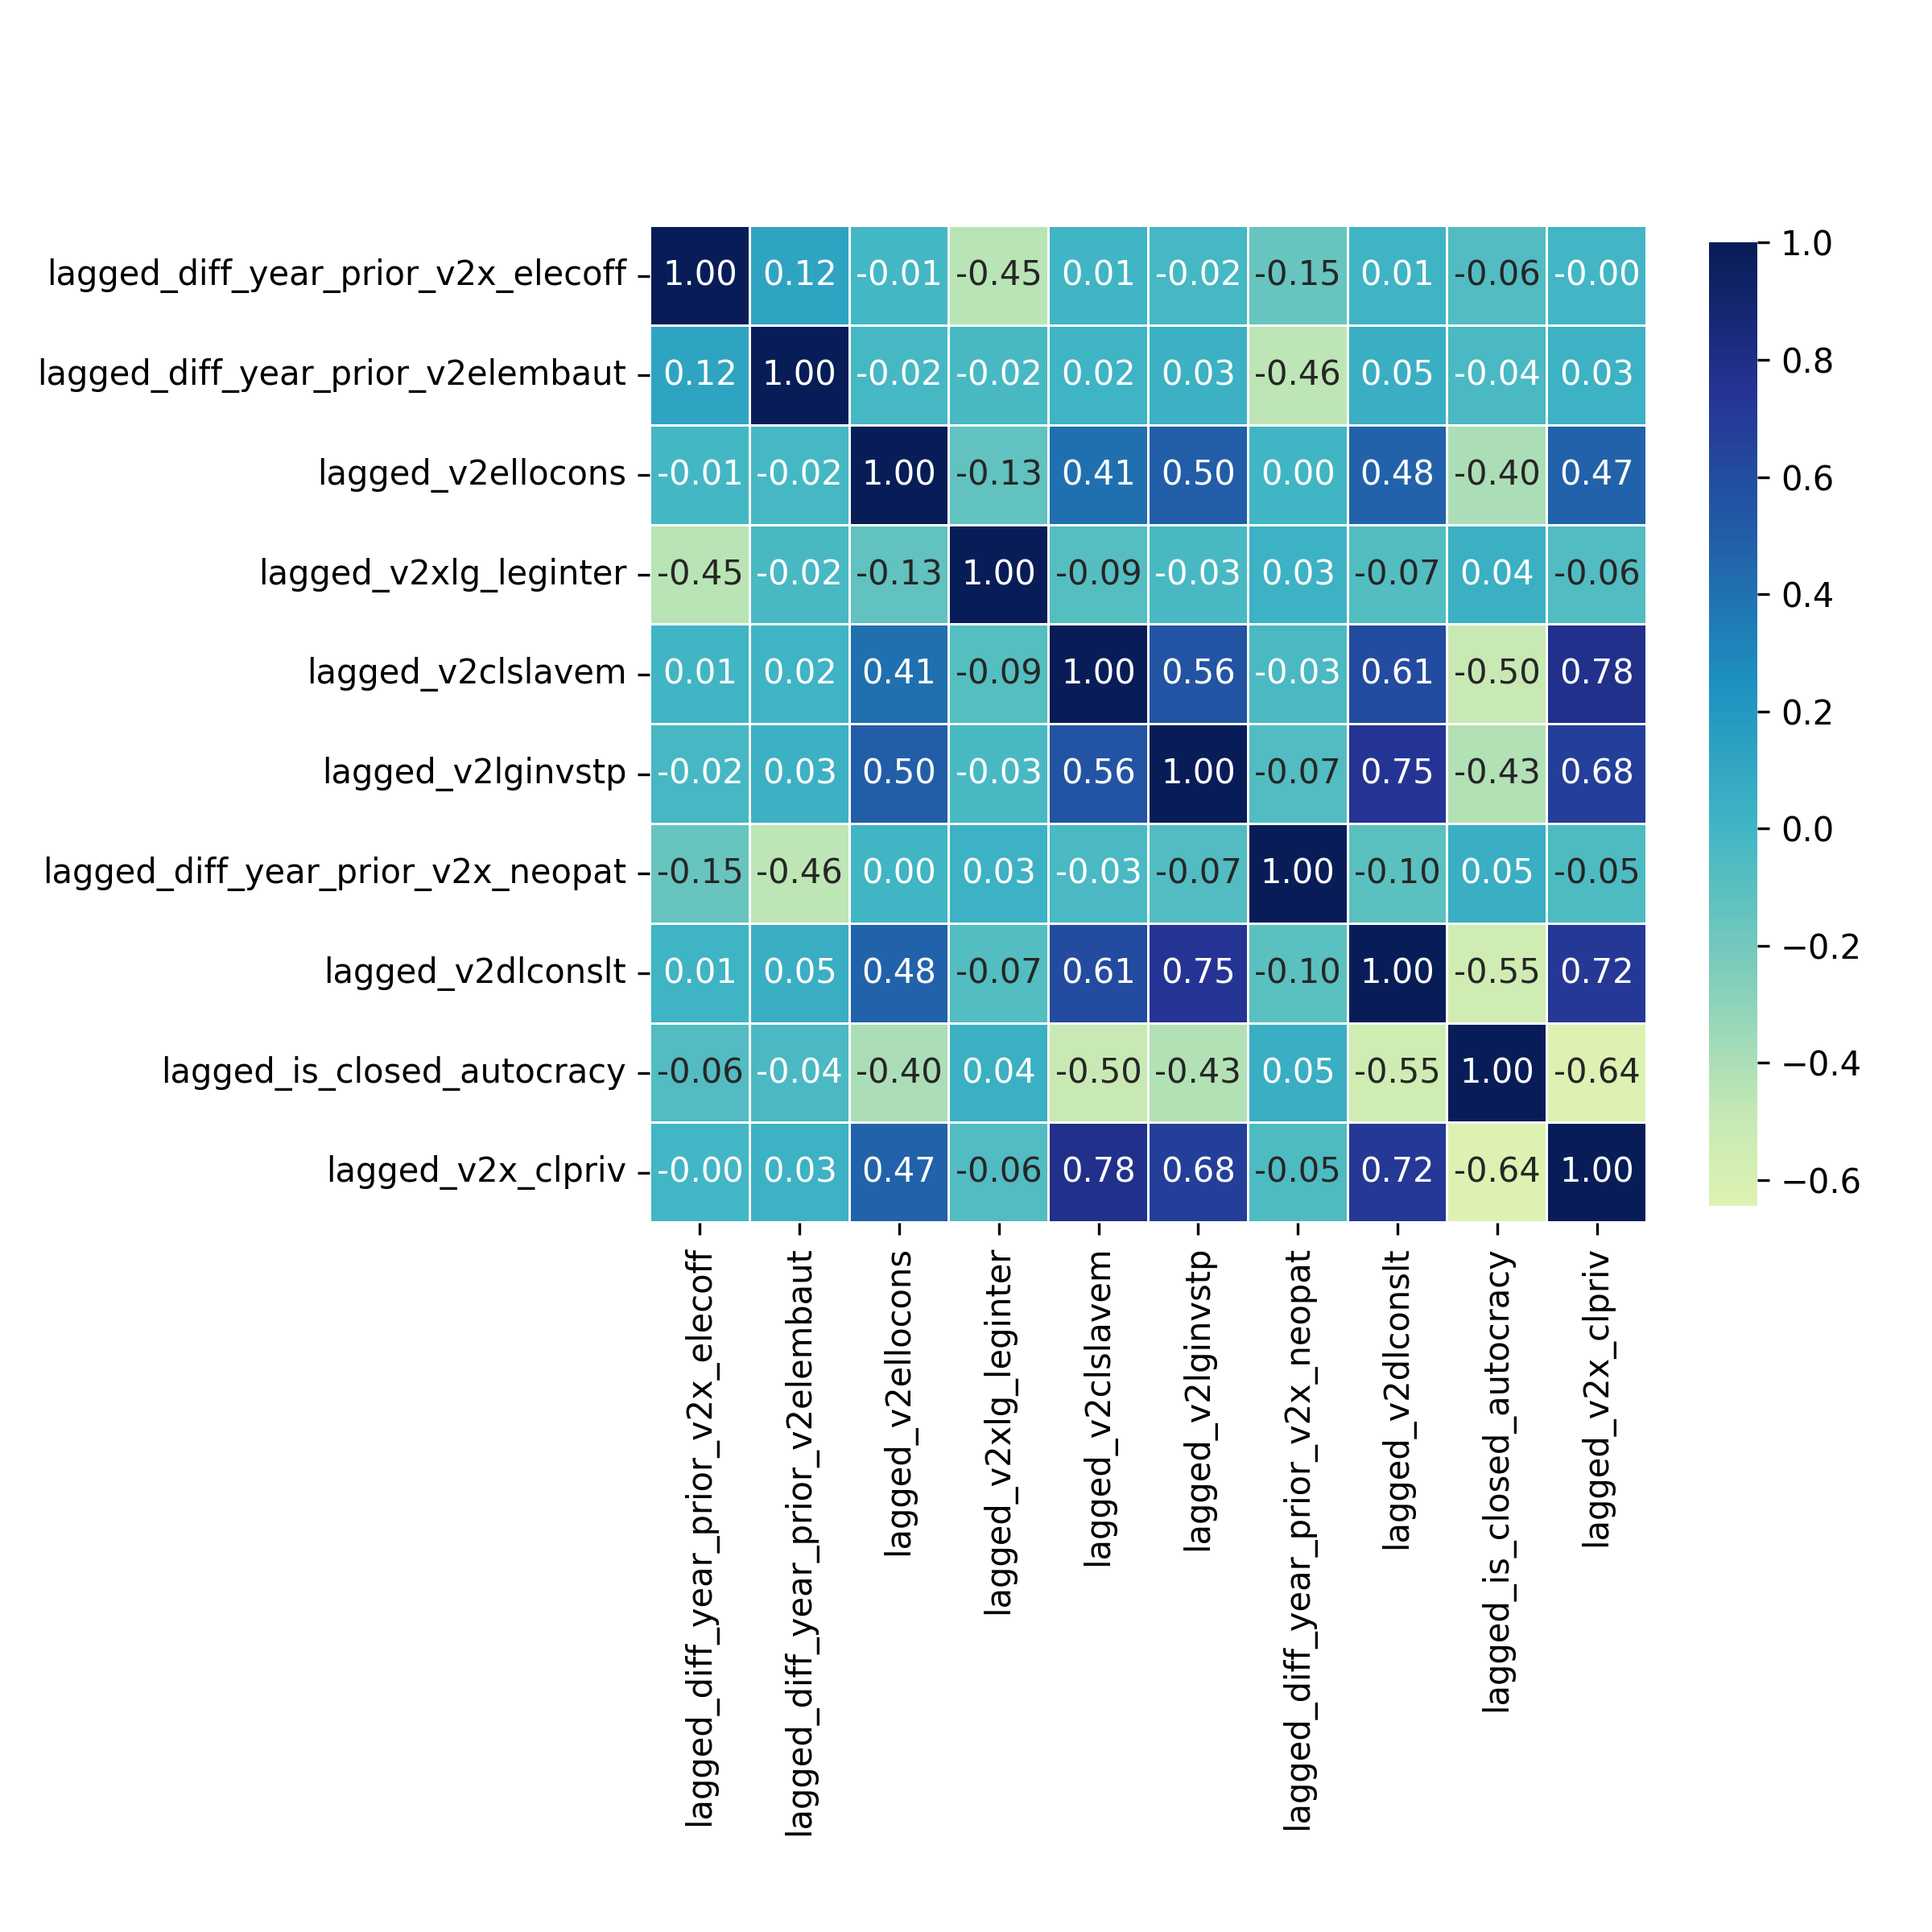 lagged_diff_year_prior_v2x_elecoff 1.00 0.12 -0.01 -0.45 0.01 -0.02 -0.15 0.01 -0.06 -0.00
lagged_diff_year_prior_v2elembaut 0.12 1.00 -0.02 -0.02 0.02 0.03 -0.46 0.05 -0.04 0.03
lagged_v2ellocons -0.01 -0.02 1.00 -0.13 0.41 0.50 0.00 0.48 -0.40 0.47
lagged_v2xlg_leginter -0.45 -0.02 -0.13 1.00 -0.09 -0.03 0.03 -0.07 0.04 -0.06
lagged_v2clslavem 0.01 0.02 0.41 -0.09 1.00 0.56 -0.03 0.61 -0.50 0.78
lagged_v2lginvstp -0.02 0.03 0.50 -0.03 0.56 1.00 -0.07 0.75 -0.43 0.68
lagged_diff_year_prior_v2x_neopat -0.15 -0.46 0.00 0.03 -0.03 -0.07 1.00 -0.10 0.05 -0.05
lagged_v2dlconslt 0.01 0.05 0.48 -0.07 0.61 0.75 -0.10 1.00 -0.55 0.72
lagged_is_closed_autocracy -0.06 -0.04 -0.40 0.04 -0.50 -0.43 0.05 -0.55 1.00 -0.64
lagged_v2x_clpriv -0.00 0.03 0.47 -0.06 0.78 0.68 -0.05 0.72 -0.64 1.00
lagged_diff_year_prior_v2x_elecoff
lagged_diff_year_prior_v2elembaut
lagged_v2ellocons
lagged_v2xlg_leginter
lagged_v2clslavem
lagged_v2lginvstp
lagged_diff_year_prior_v2x_neopat
lagged_v2dlconslt
lagged_is_closed_autocracy
lagged_v2x_clpriv
1.0
0.8
0.6
0.4
0.2
0.0
−0.2
−0.4
−0.6